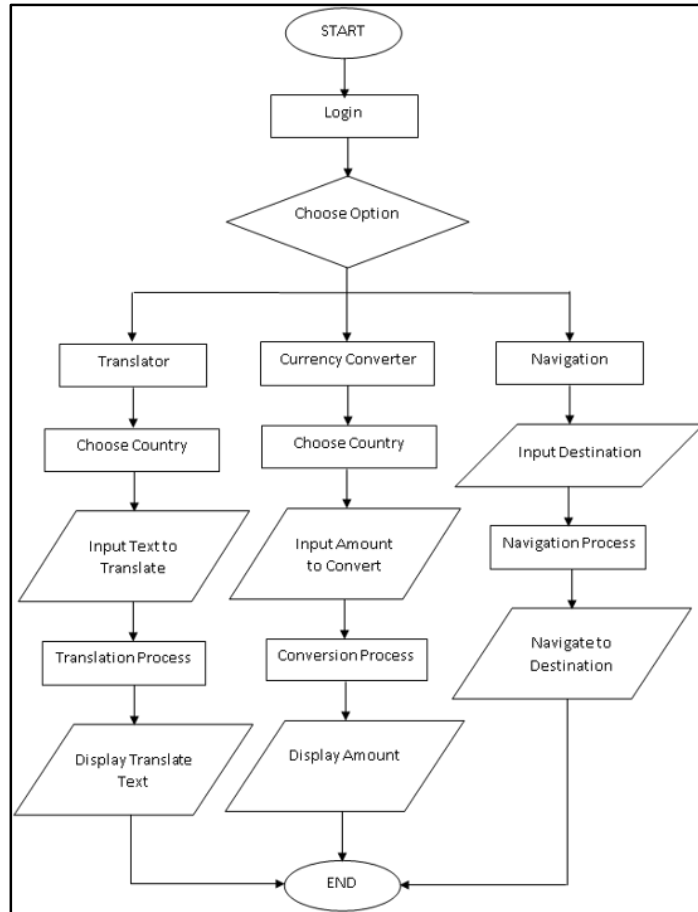 START
Login
Choose Option
Translator
Currency Converter
Navigation
Choose Country
Choose Country
Input Destination
Input Text to
Translate
Input Amount
to Convert
Navigation Process
Translation Process
Conversion Process
Navigate to
Destination
Display Translate
Text
Display Amount
END